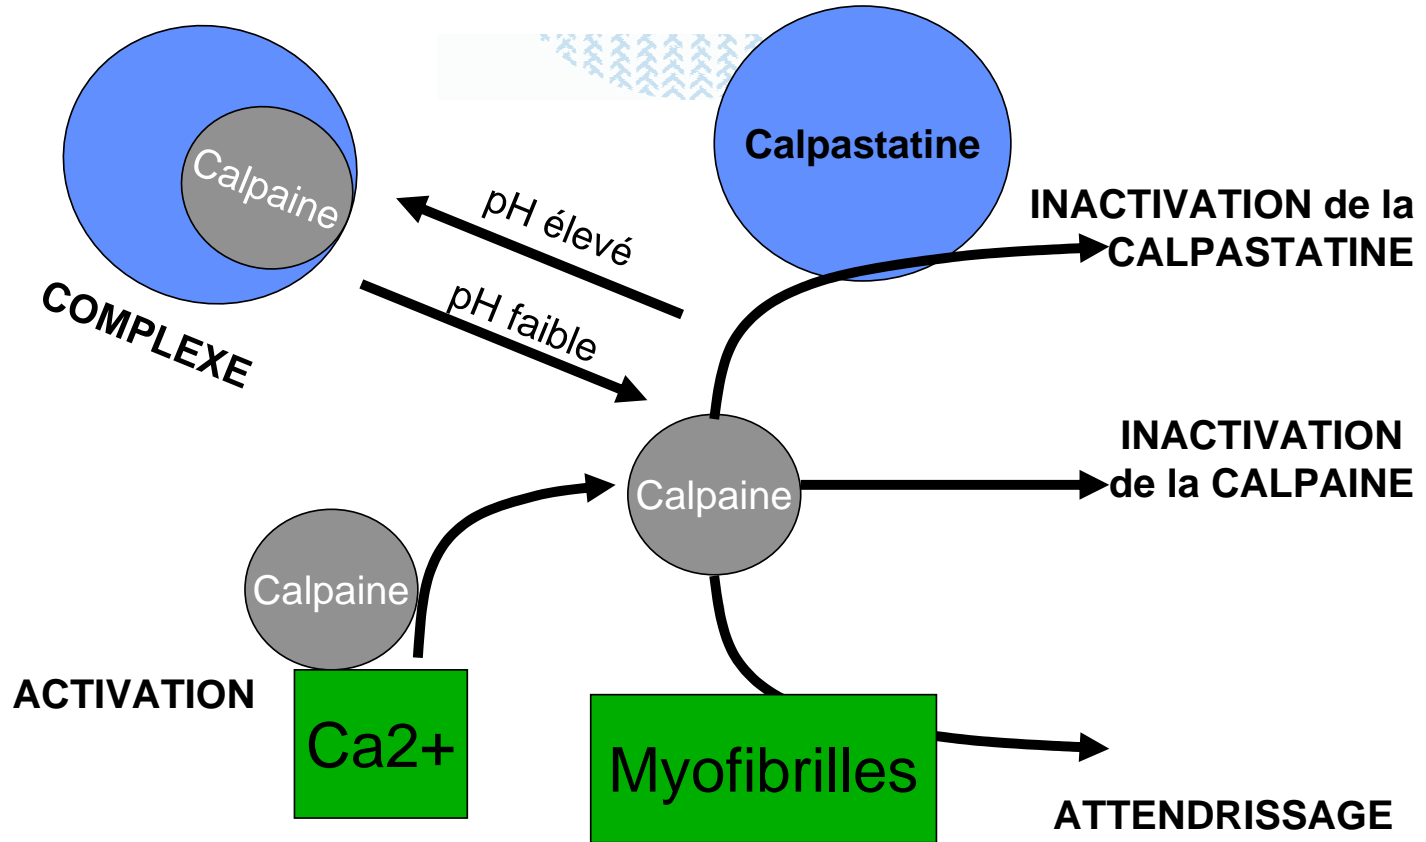 Calpaine
COMPLEXE
pH élevé
pH faible
Calpastatine
INACTIVATION de la
CALPASTATINE
Calpaine
INACTIVATION
de la CALPAINE
Calpaine
ACTIVATION
Ca2+
Myofibrilles
ATTENDRISSAGE